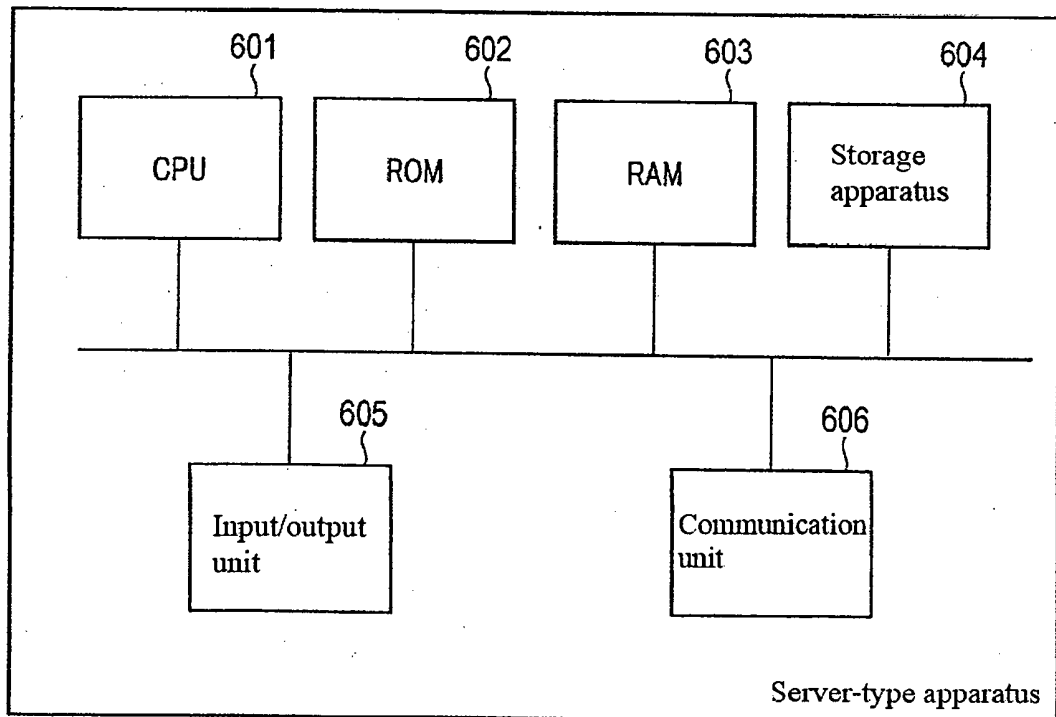 601
602
603
604
CPU
ROM
RAM
Storage
apparatus
605
606
Input/output
unit
Communication
unit
Server-type apparatus